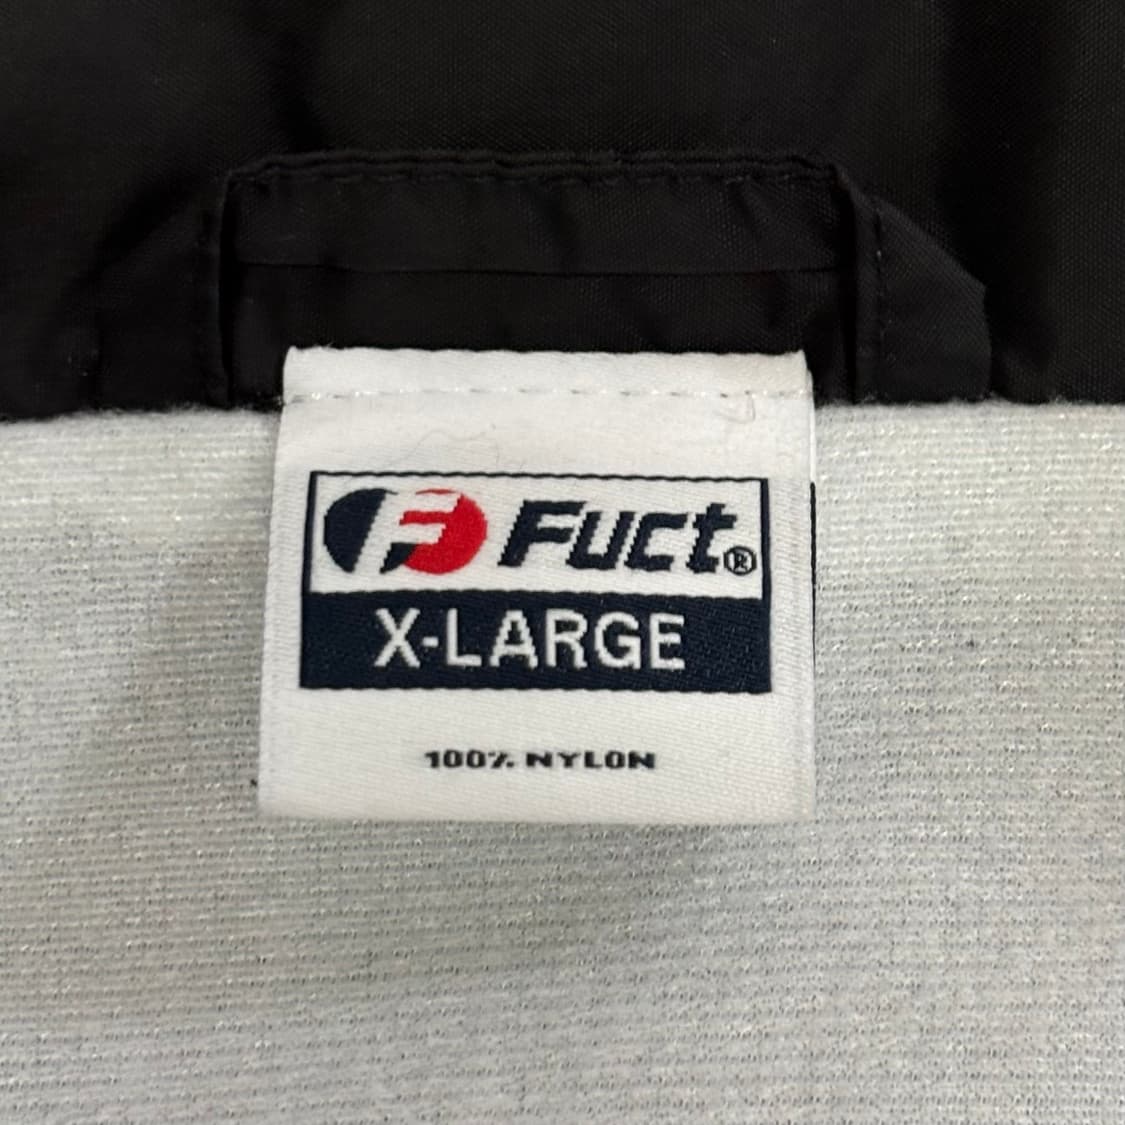 F Fuct®
X-LARGE
100% NYLON